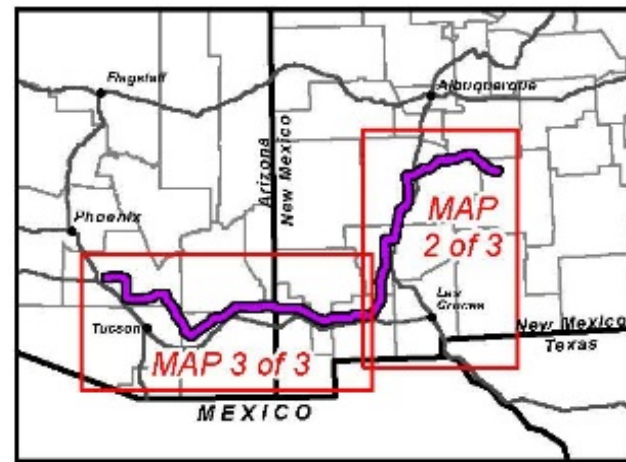 Flagstaff
Albuquerque
Arizona
New Mexico
Phoenix
MAP
2 of 3
Las
Cruces
Tucson
New Mexico
Texas
MAP 3 of 3
MEXICO